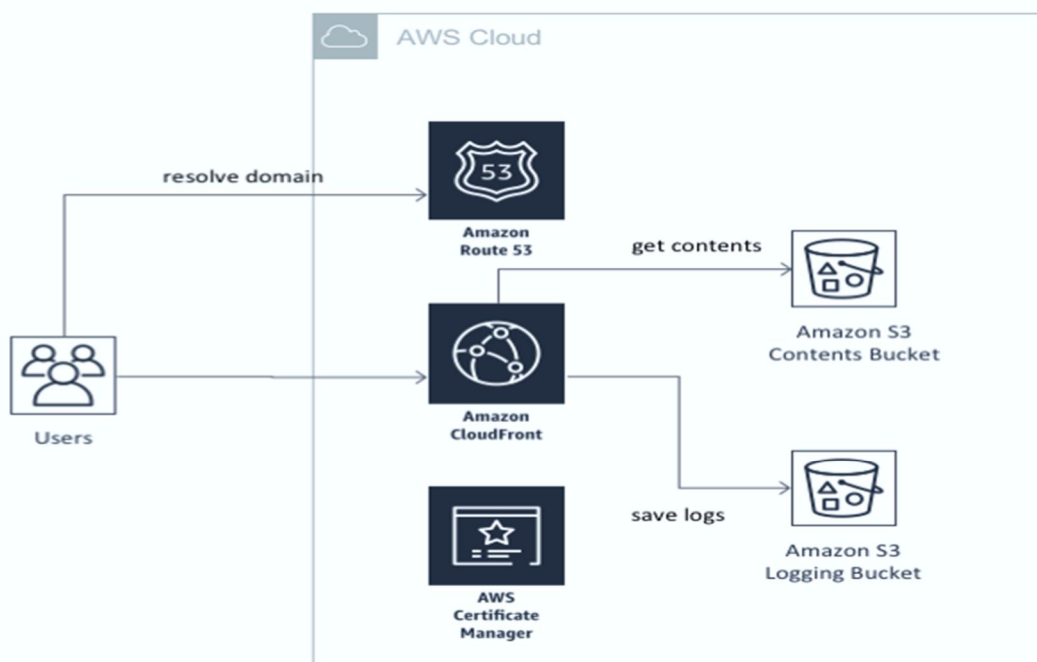 AWS Cloud
resolve domain
53
Amazon
Route 53
get contents
Amazon S3
Contents Bucket
Users
Amazon
CloudFront
save logs
Amazon S3
Logging Bucket
AWS
Certificate
Manager